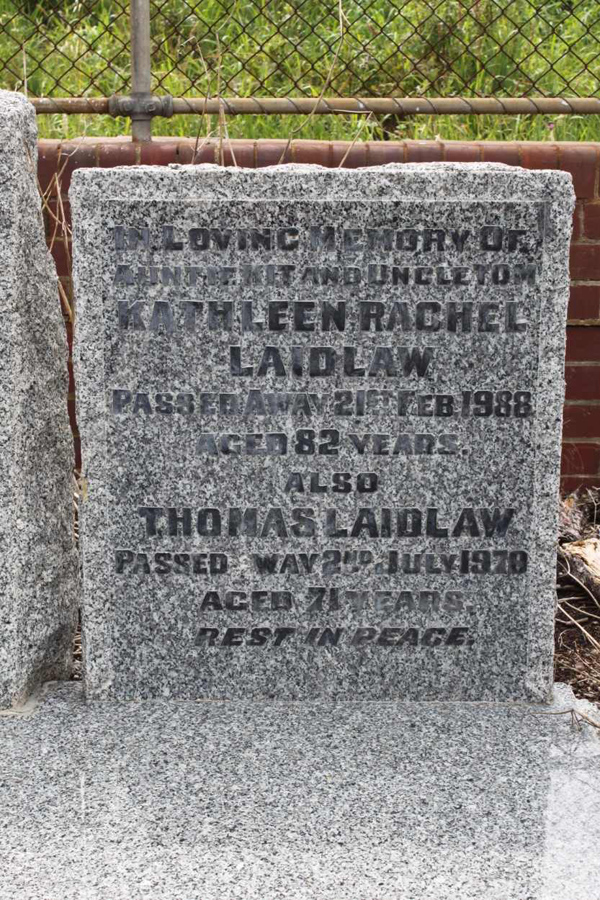 IN LOVING MEMORY OF
AUNTIE KIT AND UNCLE TOM
KATHLEEN RACHEL
LAIDLAW
PASSED AWAY 21ST FEB 1988
AGED 82 YEARS.
ALSO
THOMAS LAIDLAW
PASSED WAY 2ND JULY 1970
AGED 71 YEARS.
REST IN PEACE.